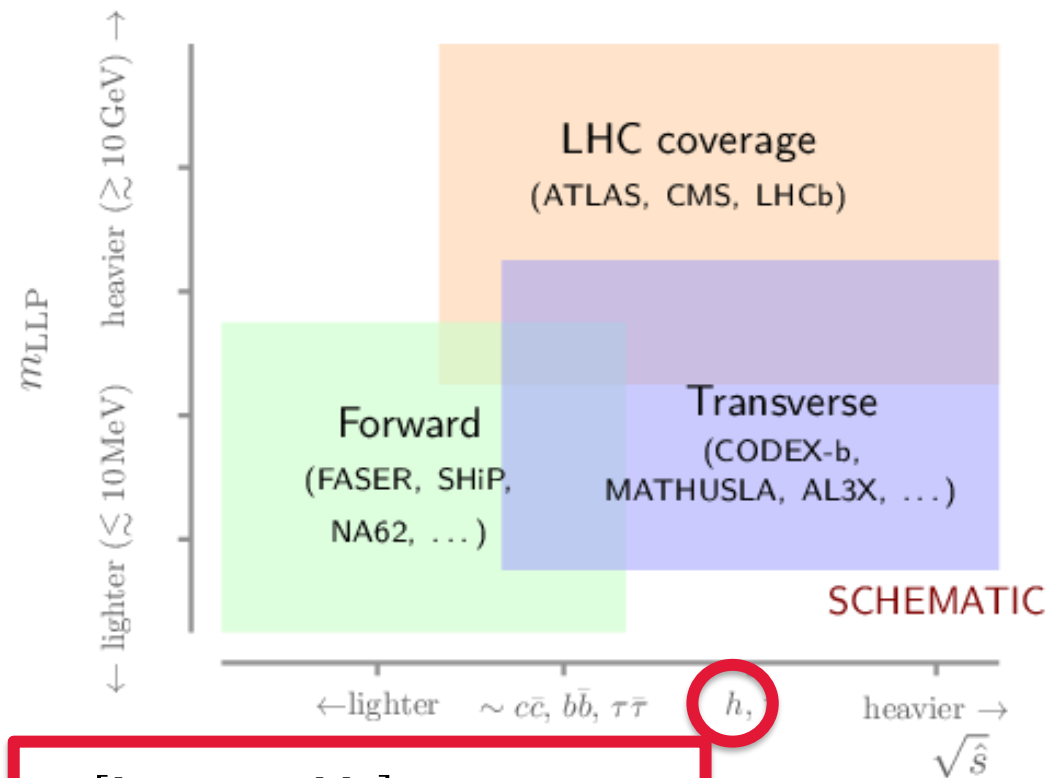 m_LLP
← lighter (≲ 10 MeV)
heavier (≳ 10 GeV) →
LHC coverage
(ATLAS, CMS, LHCb)
Forward
(FASER, SHiP,
NA62, ...)
Transverse
(CODEX-b,
MATHUSLA, AL3X, ...)
SCHEMATIC
←lighter
∼ cc̄, bb̄, ττ̄
h,
heavier →
√ŝ